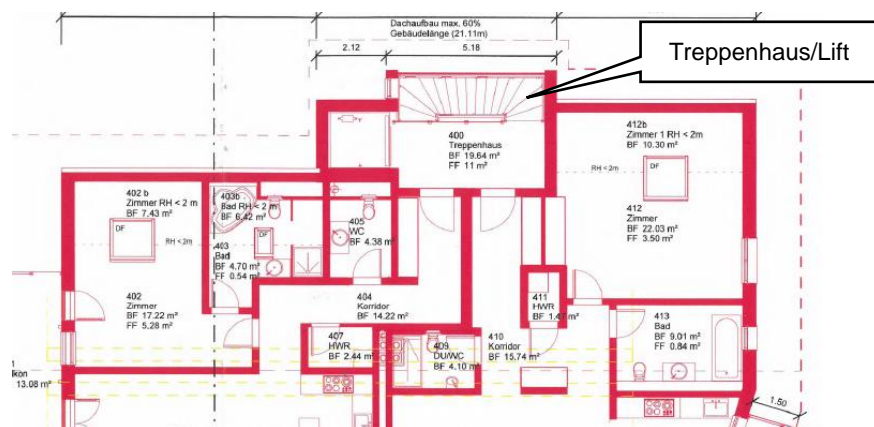 Dachaufbau max. 60%
Gebäudelänge (21.11m)
2.12
5.18
Treppenhaus/Lift
400
Treppenhaus
BF 19.64 m²
FF 11 m²
412b
Zimmer 1 RH < 2m
BF 10.30 m²
RH < 2m
DF
412
Zimmer
BF 22.03 m²
FF 3.50 m²
402 b
Zimmer RH < 2 m
BF 7.43 m²
DF
RH < 2m
403b
Bad RH < 2 m
BF 6.42 m²
DF
403
Bad
BF 4.70 m²
FF 0.54 m²
405
WC
BF 4.38 m²
402
Zimmer
BF 17.22 m²
FF 5.28 m²
404
Korridor
BF 14.22 m²
407
HWR
BF 2.44 m²
409
DU/WC
BF 4.10 m²
410
Korridor
BF 15.74 m²
411
HWR
BF 1.47 m²
413
Bad
BF 9.01 m²
FF 0.84 m²
13.08 m²
1.50